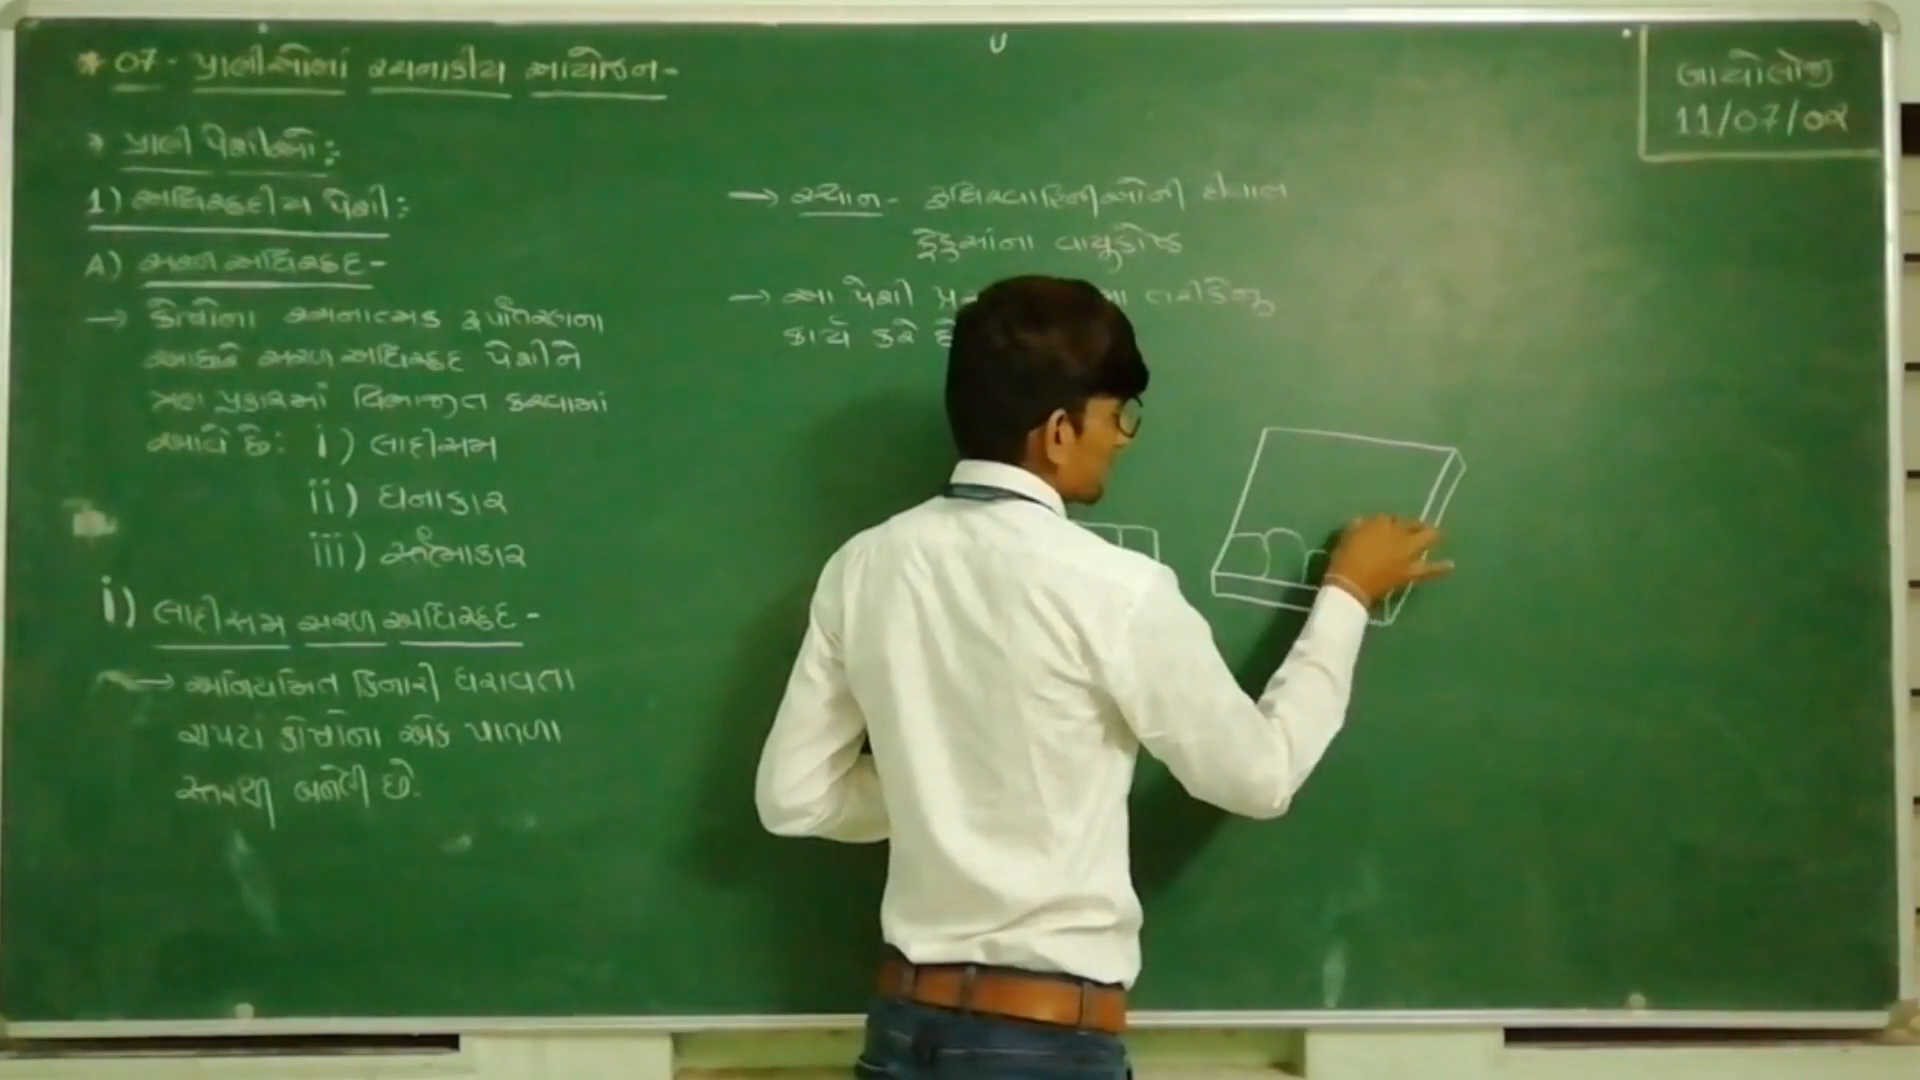 * 07 - પ્રાણીઓમાં રચનાકીય આયોજન -
* પ્રાણી પેશીઓ :
1) અધિચ્છદીય પેશી :
A) સરળ અધિચ્છદ -
→ કોષોના રચનાત્મક રૂપાંતરણના
આધારે સરળ અધિચ્છદ પેશીને
ત્રણ પ્રકારમાં વિભાજીત કરવામાં
આવે છે: i) લાદીસમ
ii) ઘનાકાર
iii) સ્તંભાકાર
i) લાદીસમ સરળ અધિચ્છદ -
→ અનિયમિત કિનારી ધરાવતા
ચપટાં કોષોના એક પાતળા
સ્તરથી બનેલી છે.
→ સ્થાન - રૂધિરવાહિનીઓની દીવાલ
ફેફસાંના વાયુકોષ્ઠ
→ આ પેશી તરીકેનુ
કાર્ય કરે
બાયોલોજી
11/07/02